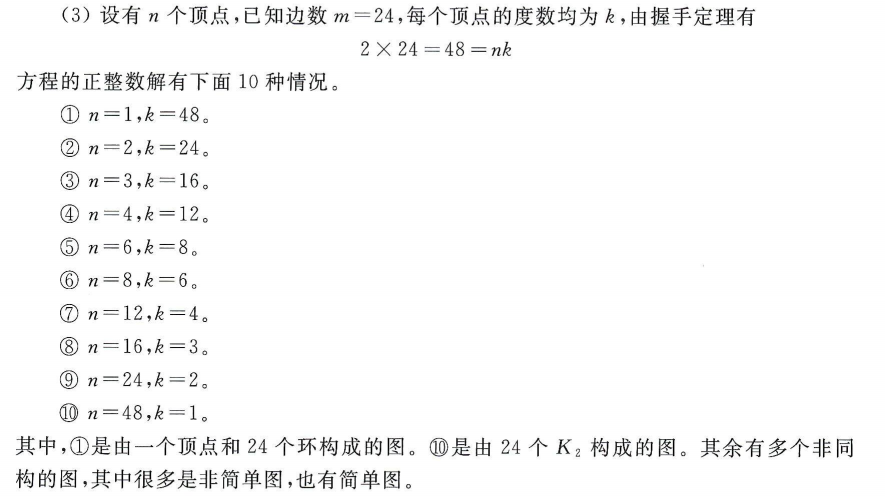 (3) 设有 n 个顶点,已知边数 m=24,每个顶点的度数均为 k,由握手定理有
2×24=48=nk
方程的正整数解有下面 10 种情况。
① n=1,k=48。
② n=2,k=24。
③ n=3,k=16。
④ n=4,k=12。
⑤ n=6,k=8。
⑥ n=8,k=6。
⑦ n=12,k=4。
⑧ n=16,k=3。
⑨ n=24,k=2。
⑩ n=48,k=1。
其中,①是由一个顶点和 24 个环构成的图。⑩是由 24 个 K₂ 构成的图。其余有多个非同
构的图,其中很多是非简单图,也有简单图。